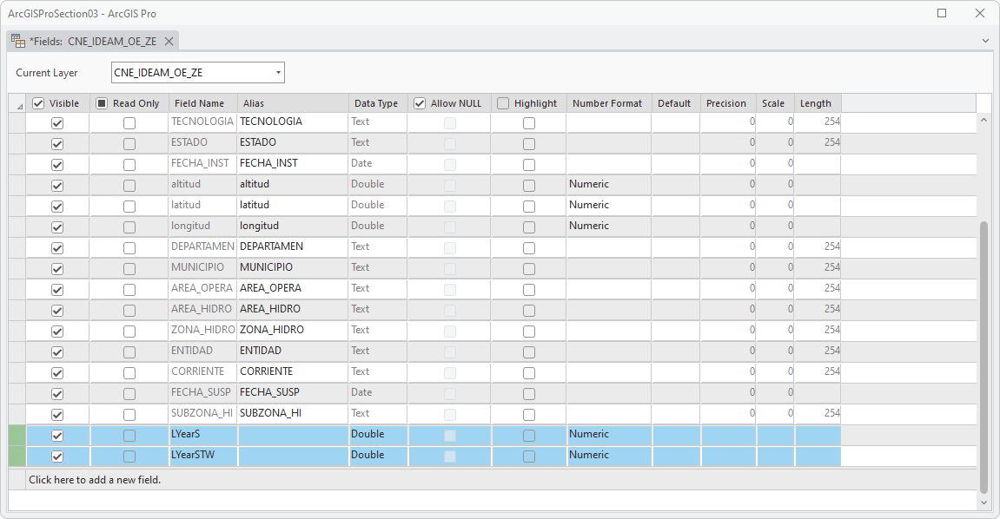 ArcGISProSection03 - ArcGIS Pro
*Fields: CNE_IDEAM_OE_ZE
Current Layer CNE_IDEAM_OE_ZE
Visible Read Only Field Name Alias Data Type Allow NULL Highlight Number Format Default Precision Scale Length
TECNOLOGIA TECNOLOGIA Text 0 0 254
ESTADO ESTADO Text 0 0 254
FECHA_INST FECHA_INST Date 0 0
altitud altitud Double Numeric 0 0
latitud latitud Double Numeric 0 0
longitud longitud Double Numeric 0 0
DEPARTAMEN DEPARTAMEN Text 0 0 254
MUNICIPIO MUNICIPIO Text 0 0 254
AREA_OPERA AREA_OPERA Text 0 0 254
AREA_HIDRO AREA_HIDRO Text 0 0 254
ZONA_HIDRO ZONA_HIDRO Text 0 0 254
ENTIDAD ENTIDAD Text 0 0 254
CORRIENTE CORRIENTE Text 0 0 254
FECHA_SUSP FECHA_SUSP Date 0 0
SUBZONA_HI SUBZONA_HI Text 0 0 254
LYearS Double Numeric
LYearSTW Double Numeric
Click here to add a new field.